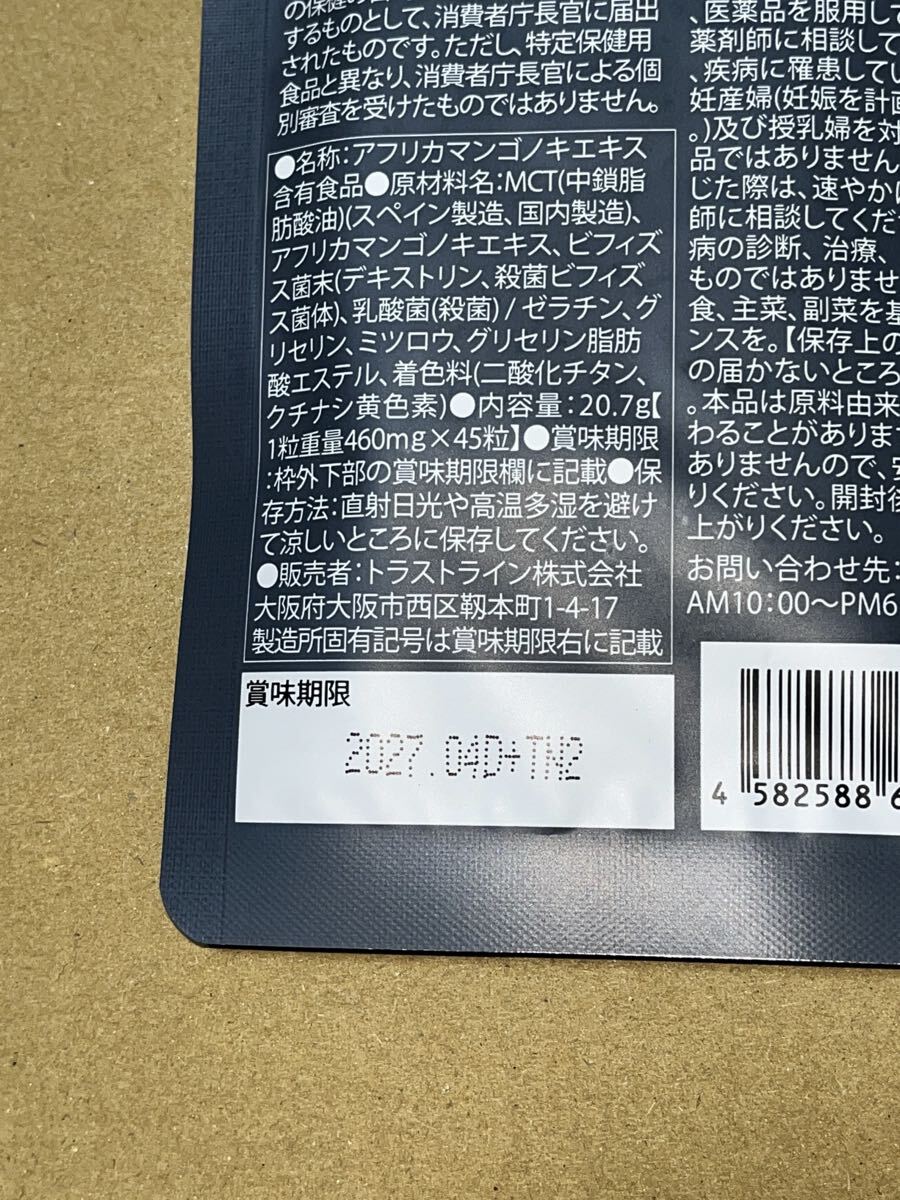 の保健の
するものとして、消費者庁長官に届出
されたものです。ただし、特定保健用
食品と異なり、消費者庁長官による個
別審査を受けたものではありません。
●名称：アフリカマンゴノキエキス
含有食品●原材料名：MCT(中鎖脂
肪酸油)(スペイン製造、国内製造)、
アフリカマンゴノキエキス、ビフィズ
ス菌末(デキストリン、殺菌ビフィズ
ス菌体)、乳酸菌(殺菌) / ゼラチン、グ
リセリン、ミツロウ、グリセリン脂肪
酸エステル、着色料(二酸化チタン、
クチナシ黄色素)●内容量：20.7g【
1粒重量460mg×45粒】●賞味期限
:枠外下部の賞味期限欄に記載●保
存方法：直射日光や高温多湿を避け
て涼しいところに保存してください。
●販売者：トラストライン株式会社
大阪府大阪市西区靱本町1-4-17
製造所固有記号は賞味期限右に記載
賞味期限
2027.04D+TN2
、医薬品を服用して
薬剤師に相談して
、疾病に罹患してい
妊産婦(妊娠を計画
。)及び授乳婦を対
品ではありません
じた際は、速やかに
師に相談してくだ
病の診断、治療、
ものではありませ
食、主菜、副菜を基
ンスを。【保存上の
の届かないところ
。本品は原料由来
わることがありま
ありませんので、安
りください。開封後
上がりください。
お問い合わせ先：
AM10：00〜PM6
4 582588 6